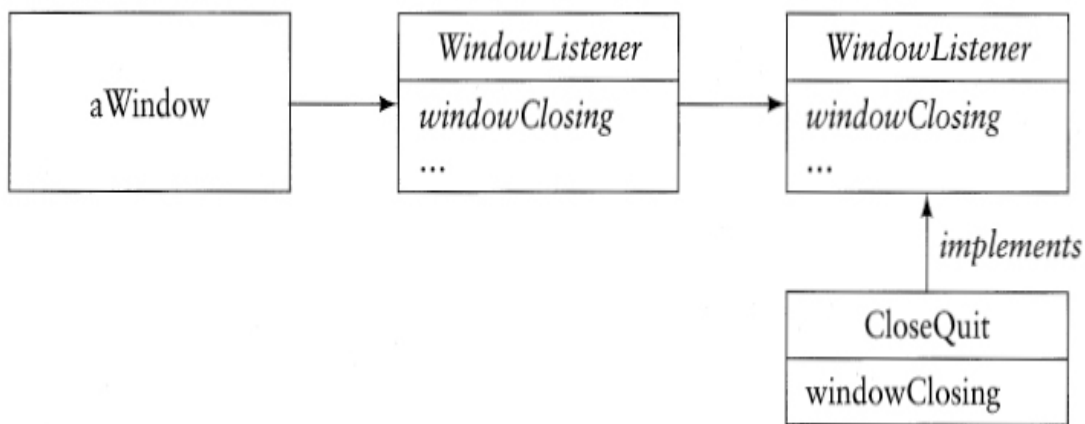 aWindow
WindowListener
windowClosing
...
WindowListener
windowClosing
...
implements
CloseQuit
windowClosing